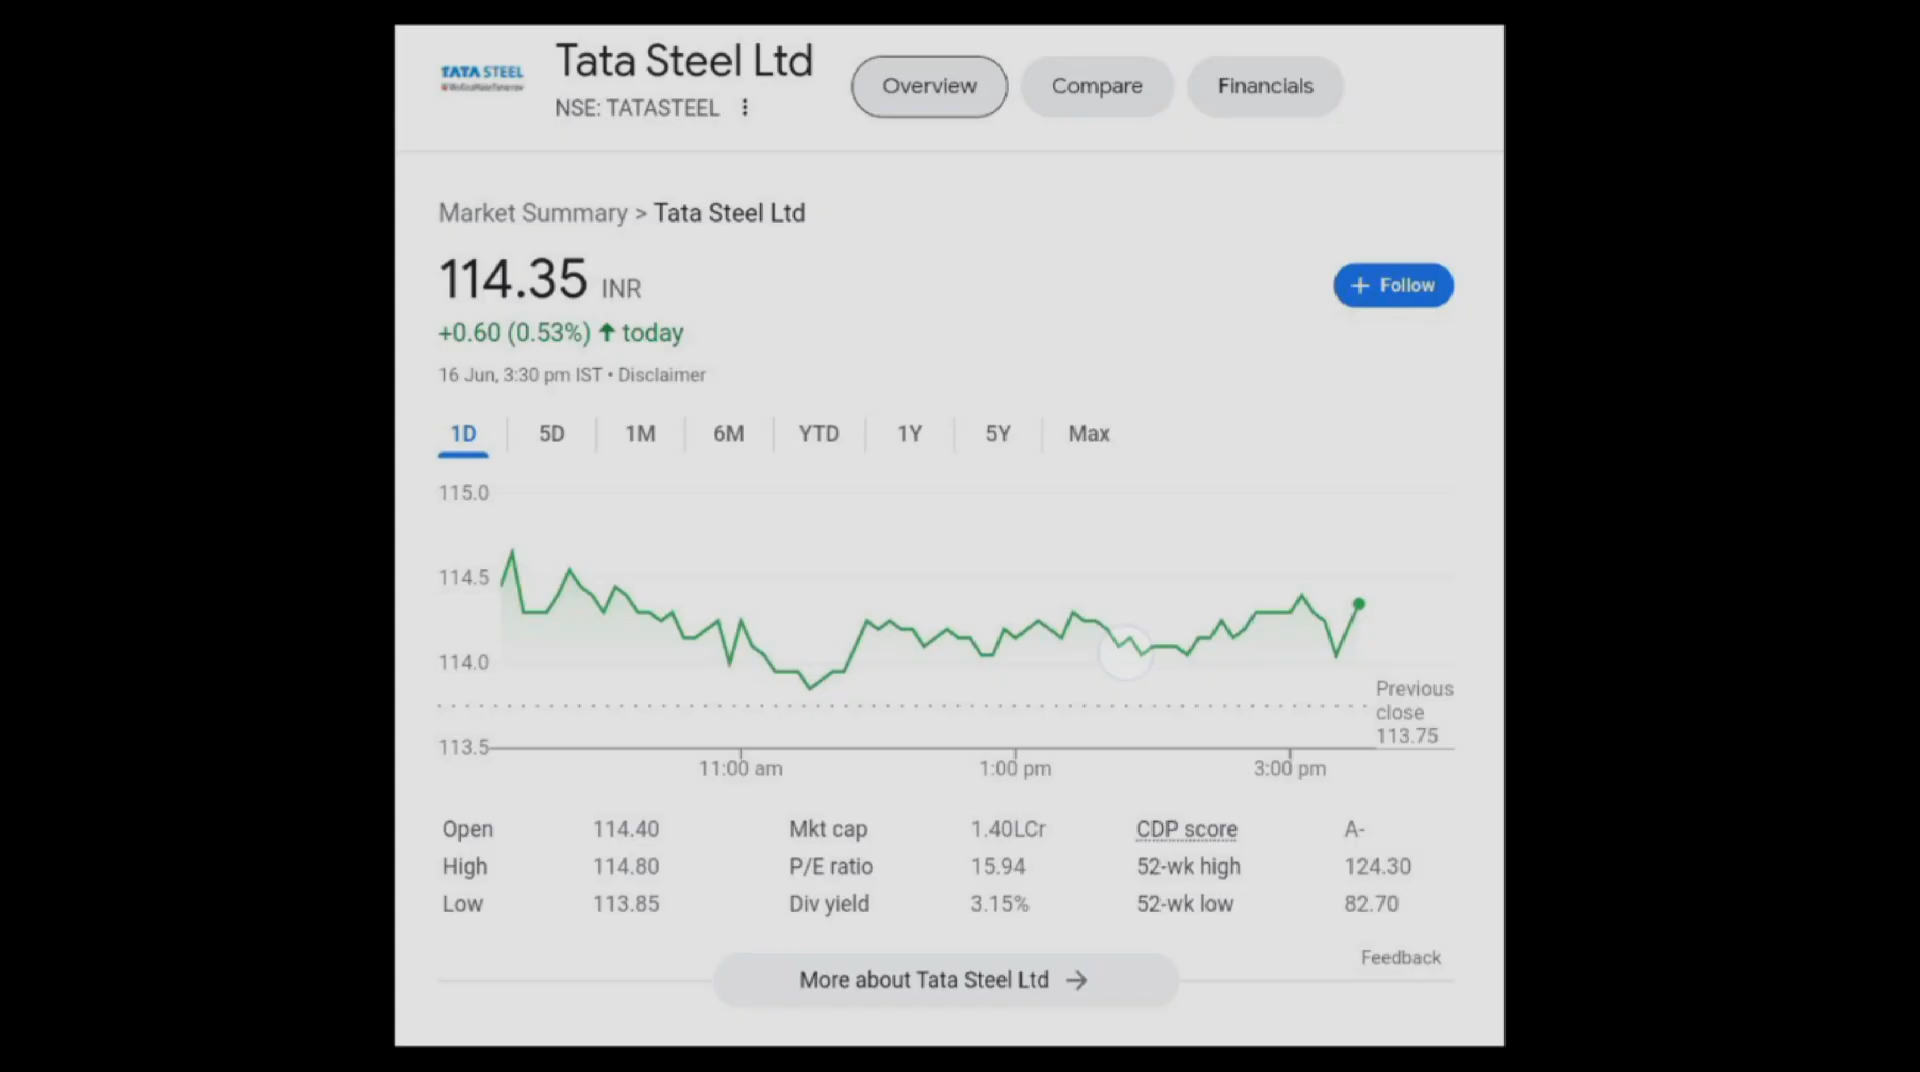 TATA STEEL
Tata Steel Ltd
NSE: TATASTEEL
Overview
Compare
Financials
Market Summary > Tata Steel Ltd
114.35 INR
+0.60 (0.53%) ↑ today
16 Jun, 3:30 pm IST • Disclaimer
+ Follow
1D 5D 1M 6M YTD 1Y 5Y Max
115.0
114.5
114.0
113.5
Previous
close
113.75
11:00 am 1:00 pm 3:00 pm
Open 114.40 Mkt cap 1.40LCr CDP score A-
High 114.80 P/E ratio 15.94 52-wk high 124.30
Low 113.85 Div yield 3.15% 52-wk low 82.70
Feedback
More about Tata Steel Ltd →